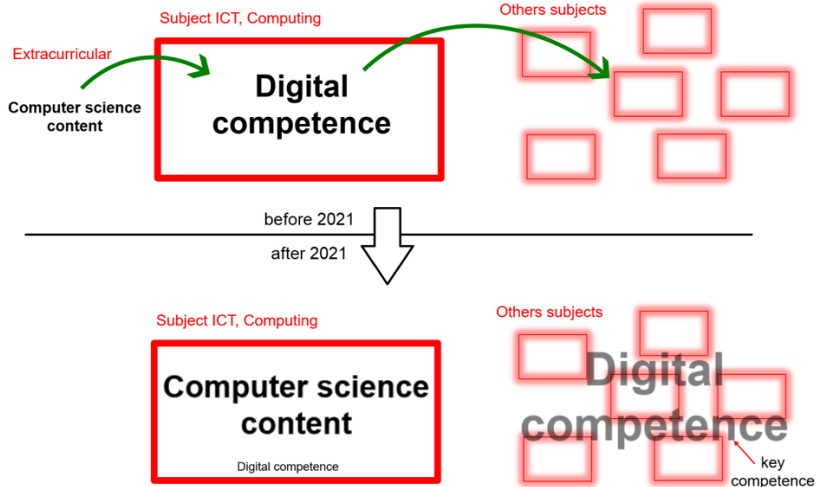 Subject ICT, Computing
Others subjects
Extracurricular
Computer science
content
Digital
competence
before 2021
after 2021
Subject ICT, Computing
Others subjects
Computer science
content
Digital competence
Digital
competence
key
competence